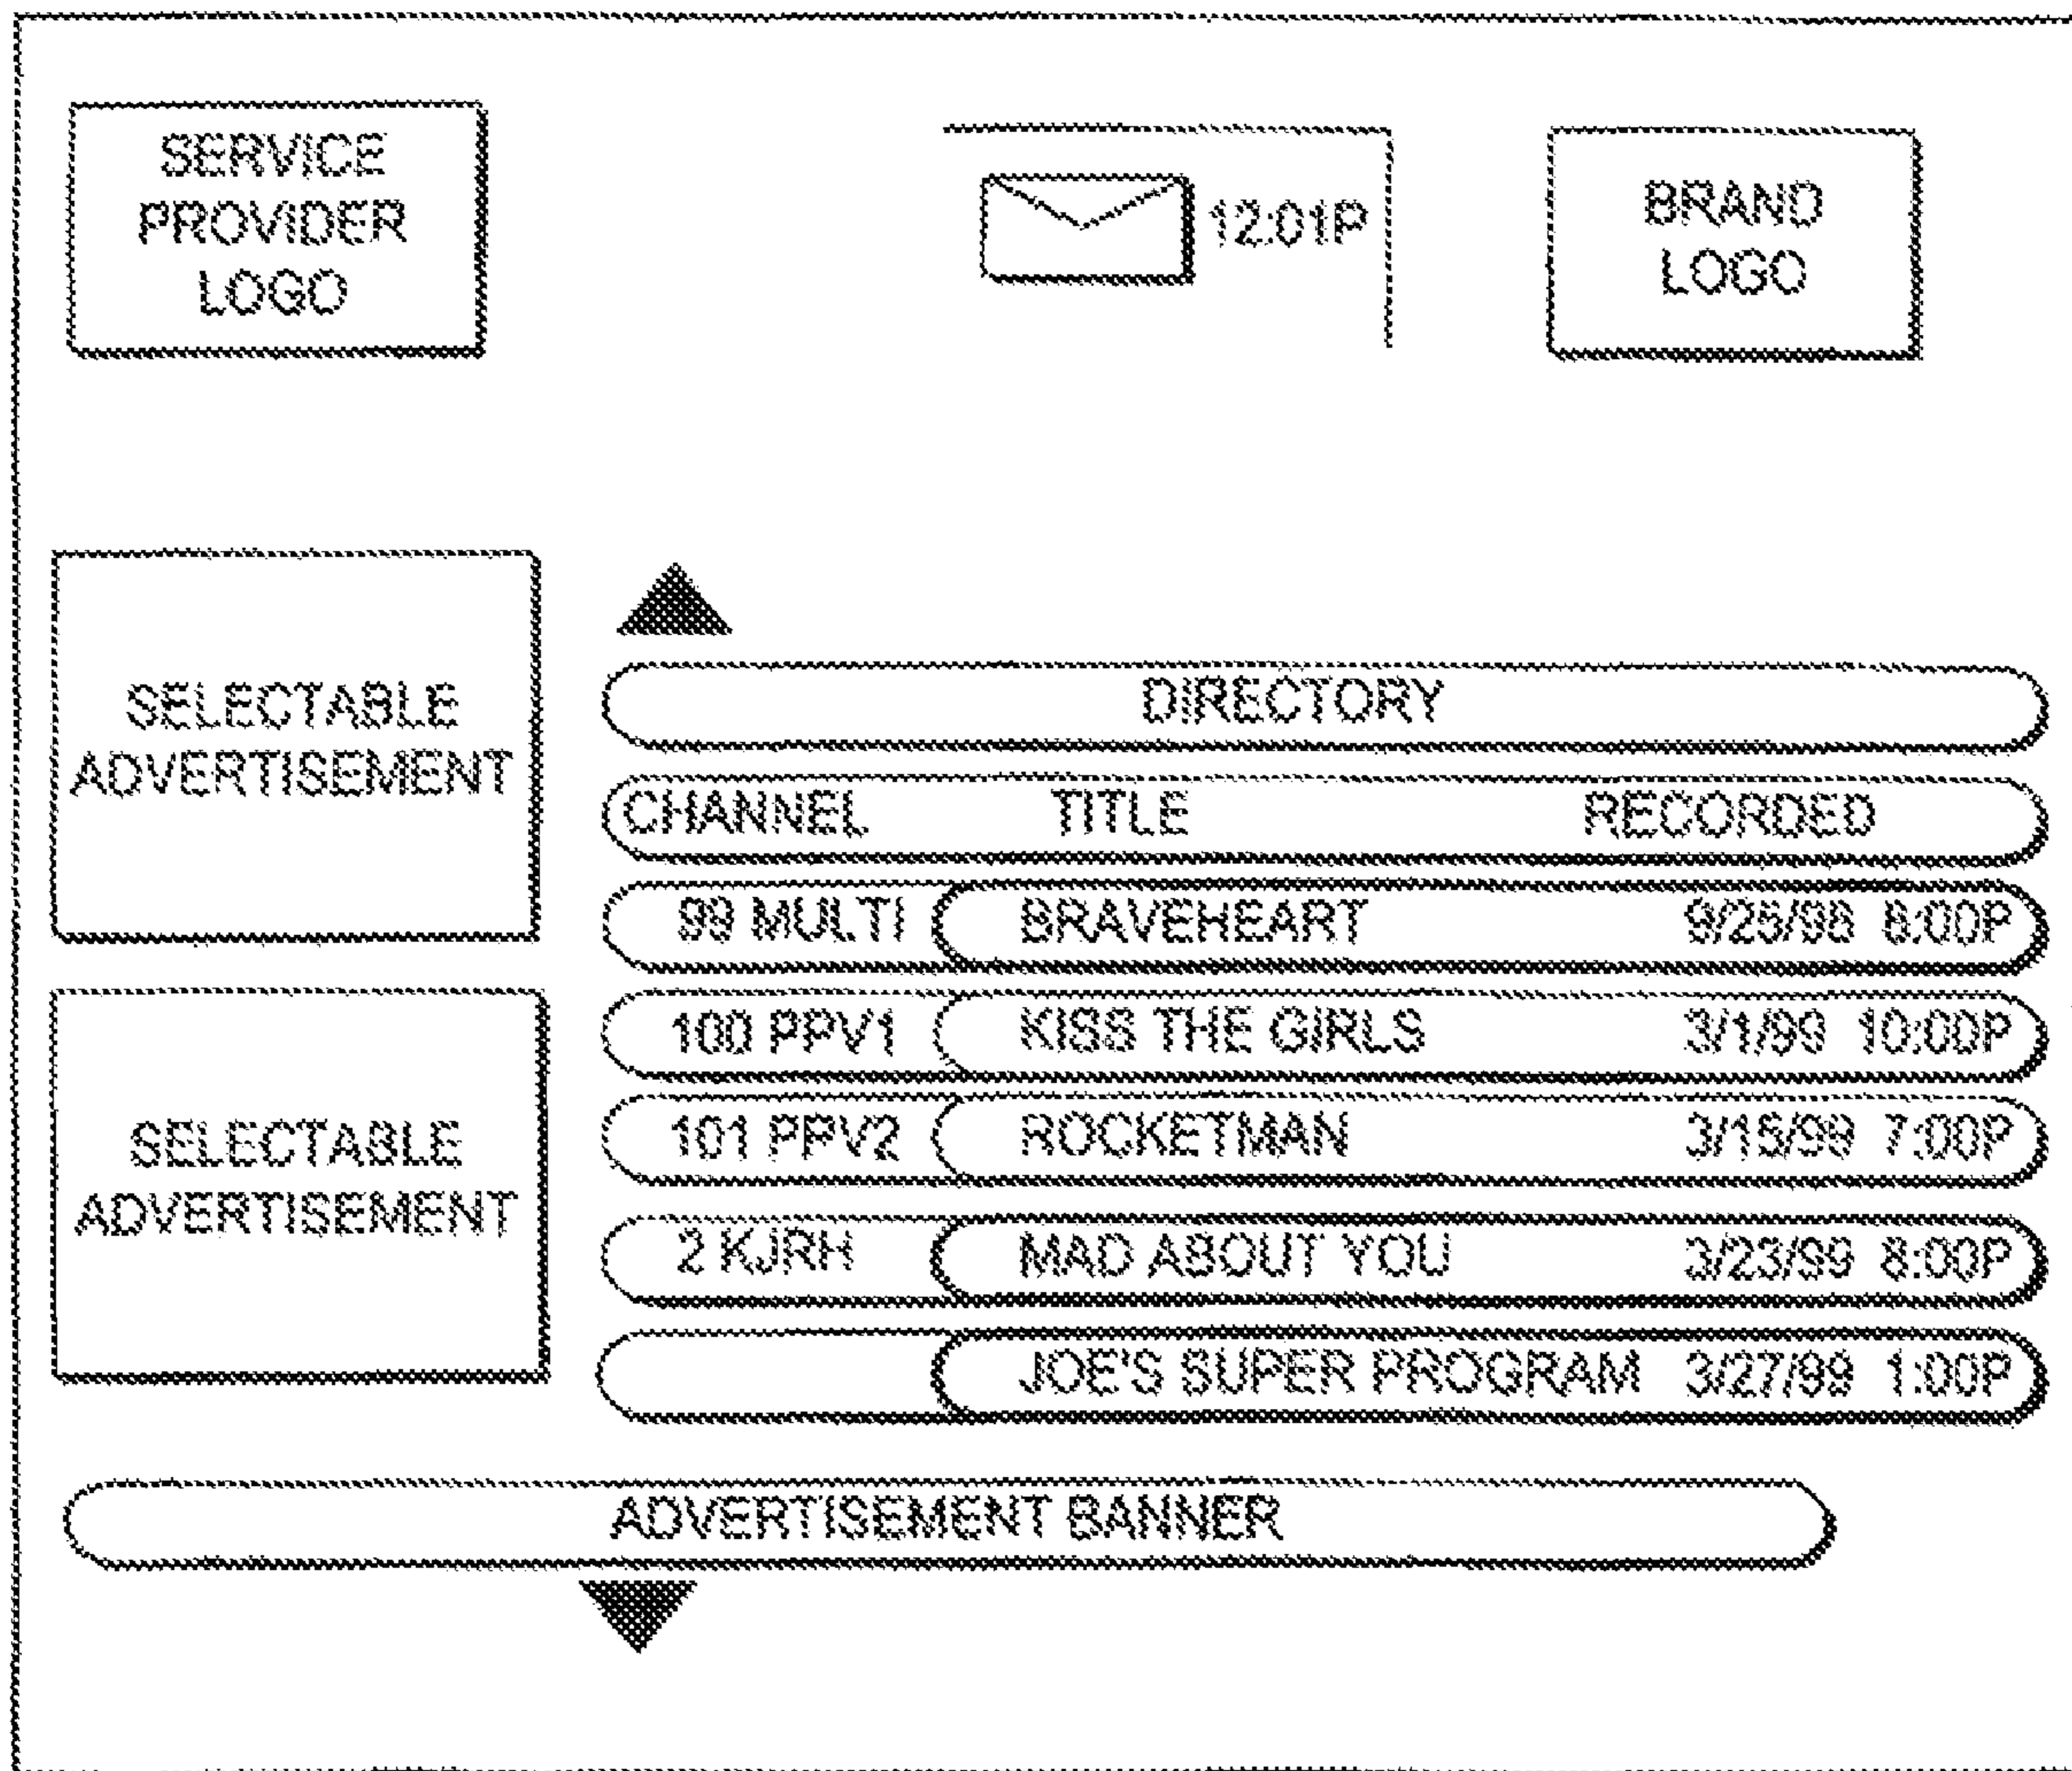 SERVICE
PROVIDER
LOGO
12:01P
BRAND
LOGO
SELECTABLE
ADVERTISEMENT
SELECTABLE
ADVERTISEMENT
DIRECTORY
CHANNEL TITLE RECORDED
99 MULTI BRAVEHEART 8:00P
100 PPV1 KISS THE GIRLS 3/1/99 10:00P
101 PPV2 ROCKETMAN 3/15/99 7:00P
2 KJRH MAD ABOUT YOU 3/23/99 8:00P
JOE'S SUPER PROGRAM 3/27/99 1:00P
ADVERTISEMENT BANNER